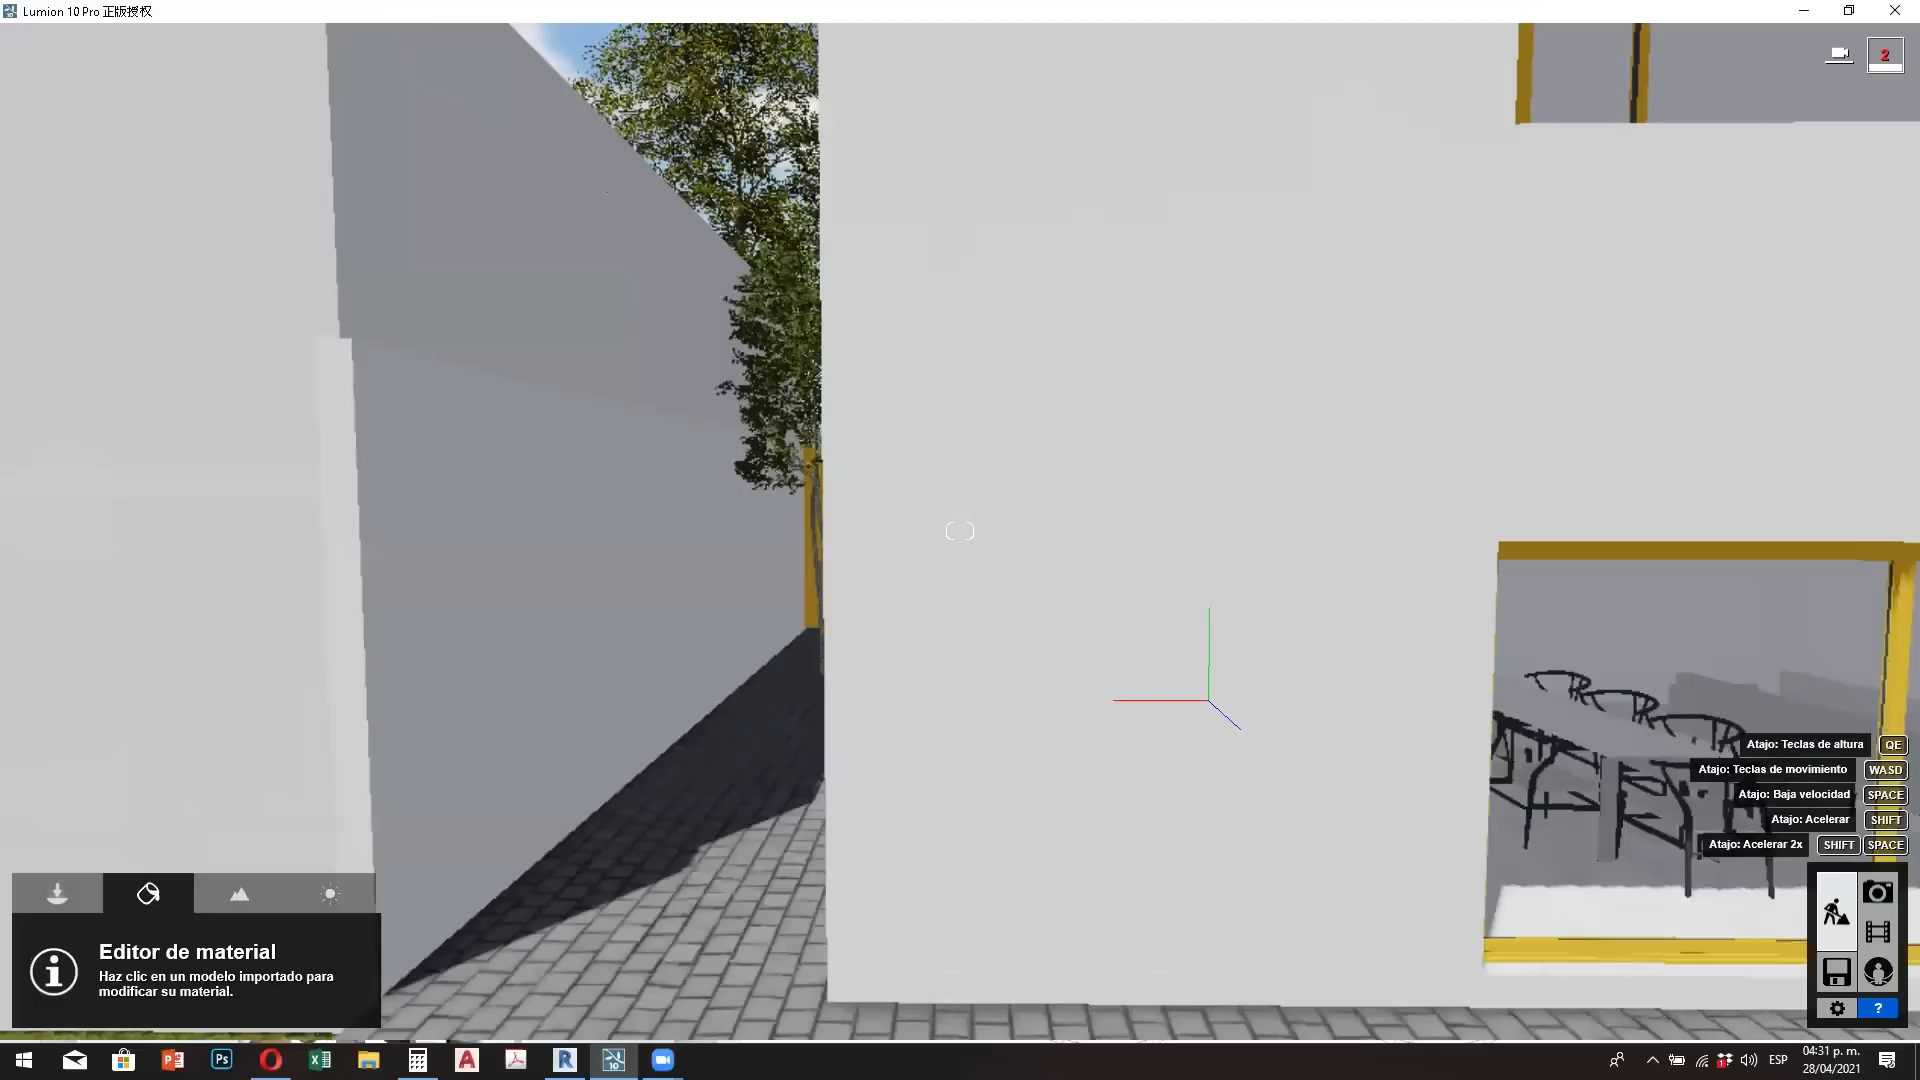 Lumion 10 Pro 正版授权
2
Atajo: Teclas de altura QE
Atajo: Teclas de movimiento WASD
Atajo: Baja velocidad SPACE
Atajo: Acelerar SHIFT
Atajo: Acelerar 2x SHIFT SPACE
Editor de material
Haz clic en un modelo importado para
modificar su material.
?
ESP
04:31 p. m.
28/04/2021